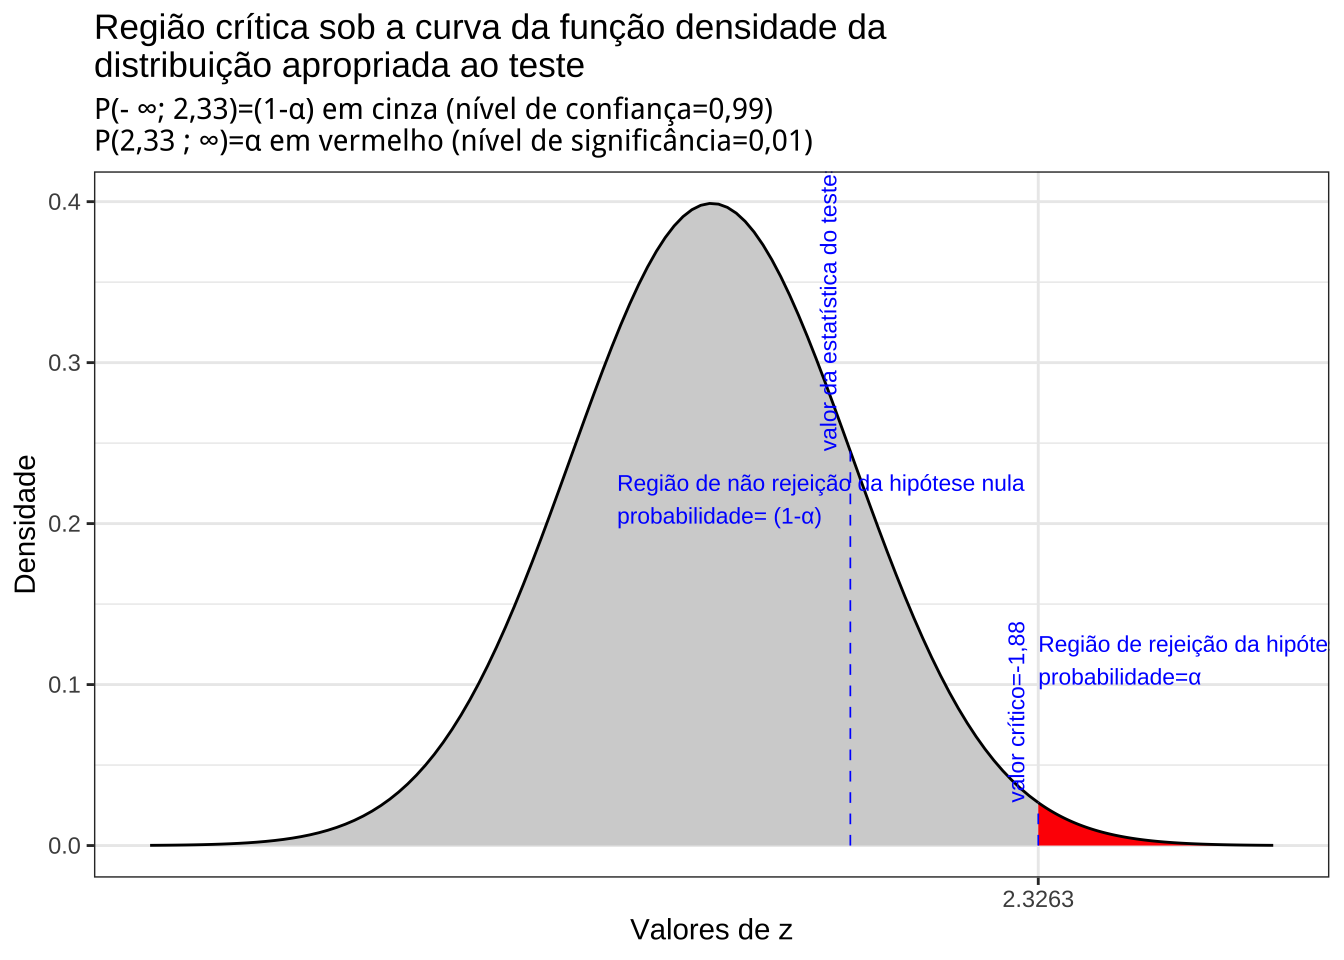 Região crítica sob a curva da função densidade da
distribuição apropriada ao teste
P(- ∞; 2,33)=(1-α) em cinza (nível de confiança=0,99)
P(2,33 ; ∞)=α em vermelho (nível de significância=0,01)
0.4
0.3
0.2
0.1
0.0
Densidade
valor da estatística do teste
Região de não rejeição da hipótese nula
probabilidade= (1-α)
valor crítico=-1,88
Região de rejeição da hipóte
probabilidade=α
2.3263
Valores de z